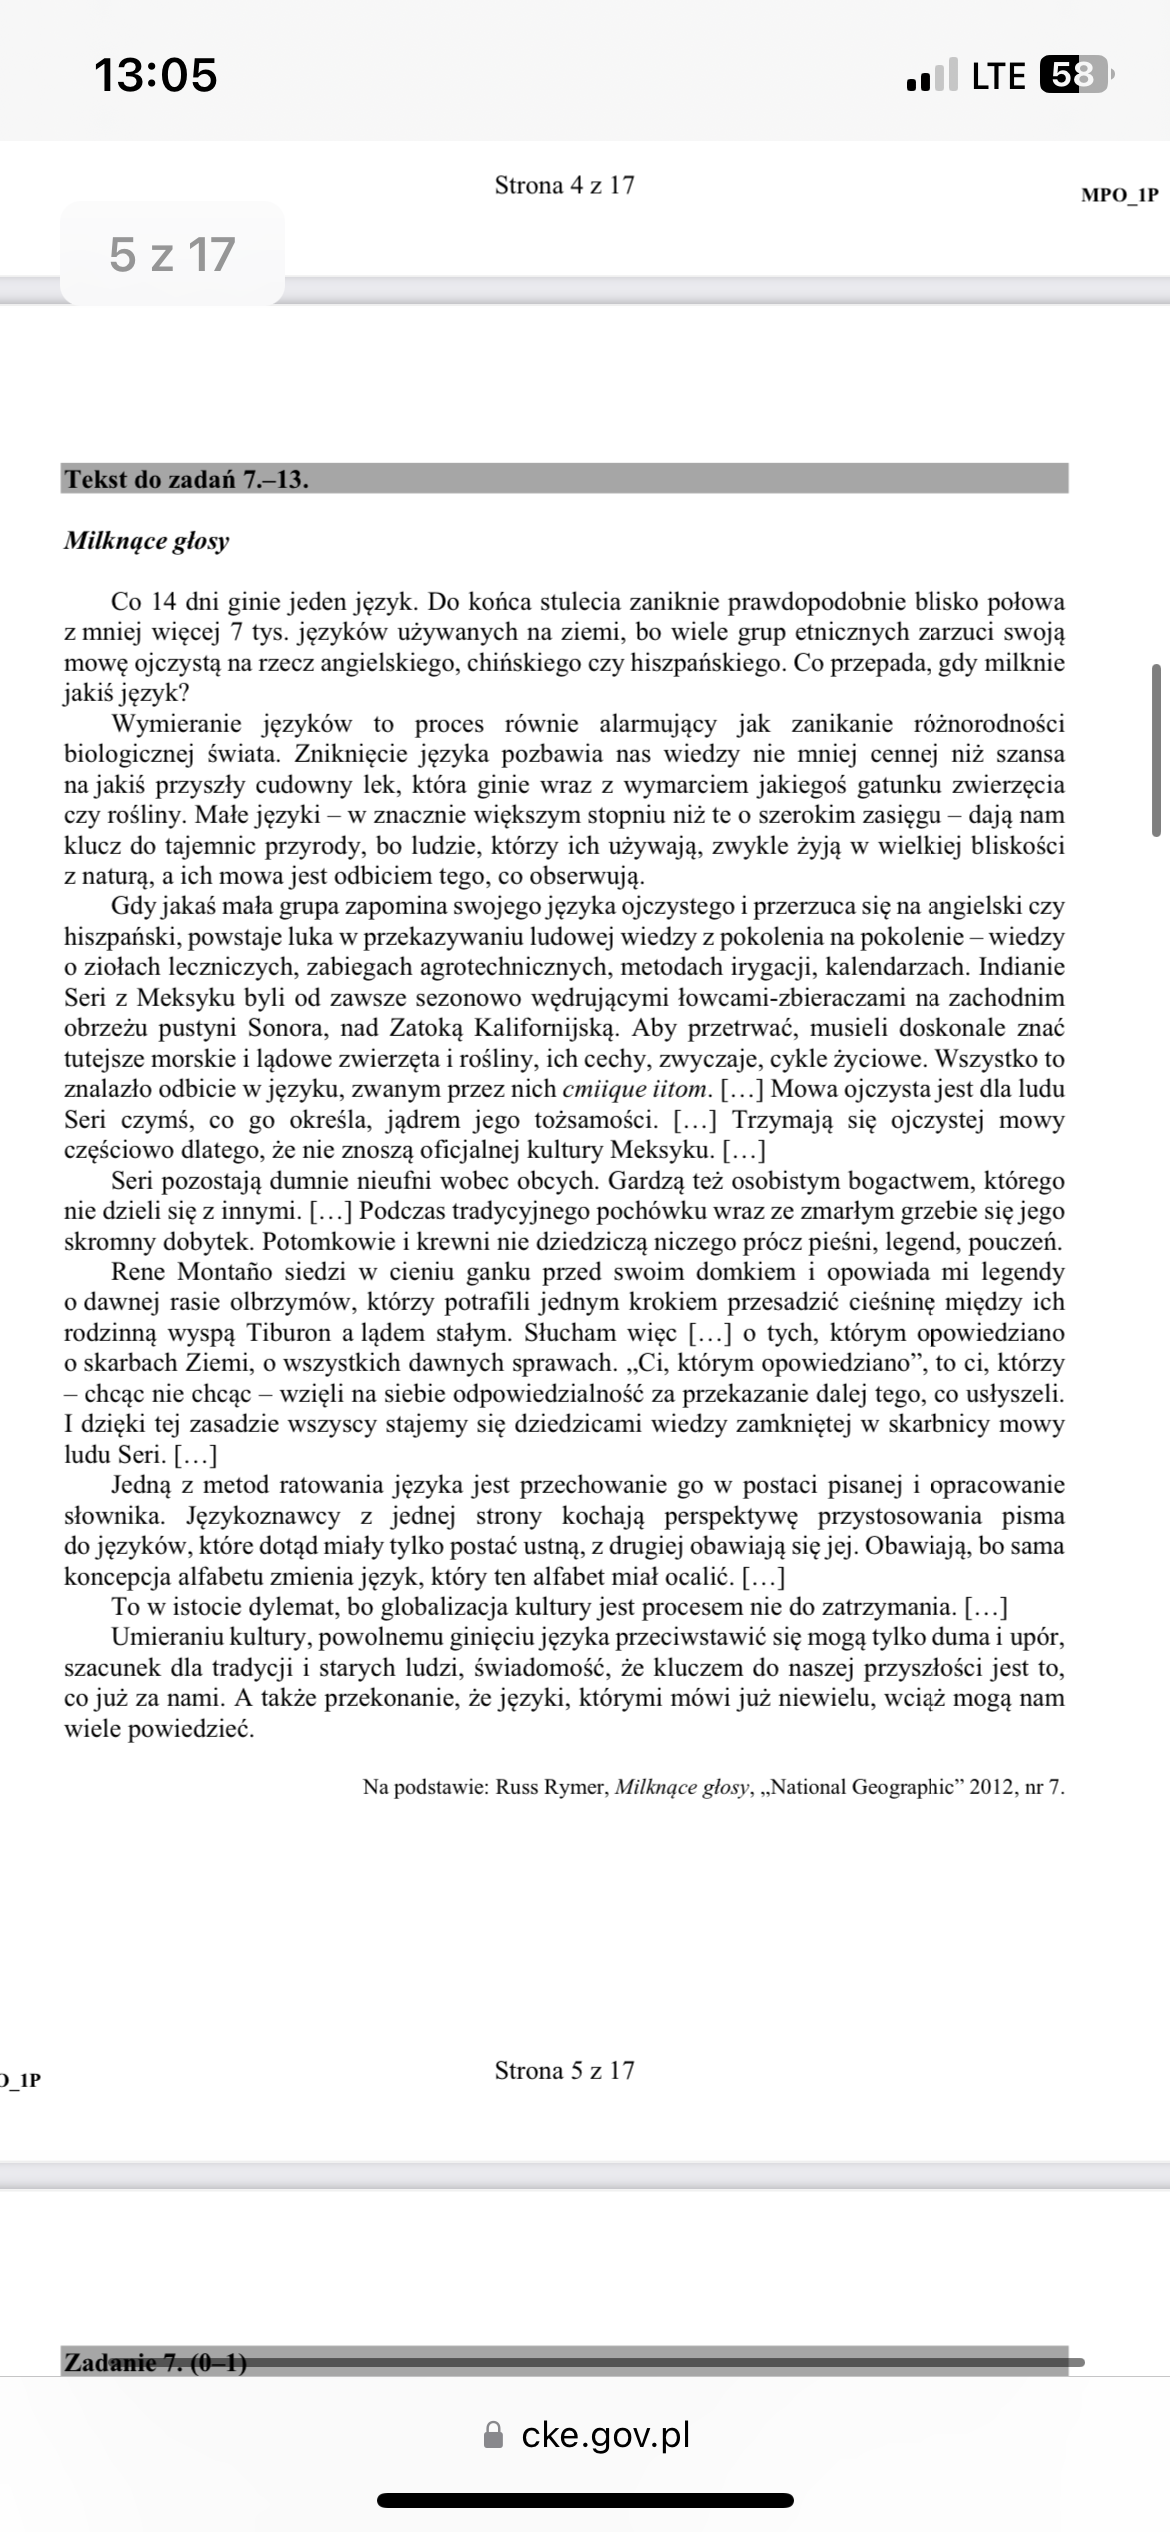 13:05
LTE 58
Strona 4 z 17
MPO_1P
5 z 17
Tekst do zadań 7.–13.
Milknące głosy
Co 14 dni ginie jeden język. Do końca stulecia zaniknie prawdopodobnie blisko połowa
z mniej więcej 7 tys. języków używanych na ziemi, bo wiele grup etnicznych zarzuci swoją
mowę ojczystą na rzecz angielskiego, chińskiego czy hiszpańskiego. Co przepada, gdy milknie
jakiś język?
Wymieranie języków to proces równie alarmujący jak zanikanie różnorodności
biologicznej świata. Zniknięcie języka pozbawia nas wiedzy nie mniej cennej niż szansa
na jakiś przyszły cudowny lek, która ginie wraz z wymarciem jakiegoś gatunku zwierzęcia
czy rośliny. Małe języki – w znacznie większym stopniu niż te o szerokim zasięgu – dają nam
klucz do tajemnic przyrody, bo ludzie, którzy ich używają, zwykle żyją w wielkiej bliskości
z naturą, a ich mowa jest odbiciem tego, co obserwują.
Gdy jakaś mała grupa zapomina swojego języka ojczystego i przerzuca się na angielski czy
hiszpański, powstaje luka w przekazywaniu ludowej wiedzy z pokolenia na pokolenie – wiedzy
o ziołach leczniczych, zabiegach agrotechnicznych, metodach irygacji, kalendarzach. Indianie
Seri z Meksyku byli od zawsze sezonowo wędrującymi łowcami-zbieraczami na zachodnim
obrzeżu pustyni Sonora, nad Zatoką Kalifornijską. Aby przetrwać, musieli doskonale znać
tutejsze morskie i lądowe zwierzęta i rośliny, ich cechy, zwyczaje, cykle życiowe. Wszystko to
znalazło odbicie w języku, zwanym przez nich cmiique iitom. […] Mowa ojczysta jest dla ludu
Seri czymś, co go określa, jądrem jego tożsamości. […] Trzymają się ojczystej mowy
częściowo dlatego, że nie znoszą oficjalnej kultury Meksyku. […]
Seri pozostają dumnie nieufni wobec obcych. Gardzą też osobistym bogactwem, którego
nie dzieli się z innymi. […] Podczas tradycyjnego pochówku wraz ze zmarłym grzebie się jego
skromny dobytek. Potomkowie i krewni nie dziedziczą niczego prócz pieśni, legend, pouczeń.
Rene Montaño siedzi w cieniu ganku przed swoim domkiem i opowiada mi legendy
o dawnej rasie olbrzymów, którzy potrafili jednym krokiem przesadzić cieśninę między ich
rodzinną wyspą Tiburon a lądem stałym. Słucham więc […] o tych, którym opowiedziano
o skarbach Ziemi, o wszystkich dawnych sprawach. „Ci, którym opowiedziano”, to ci, którzy
– chcąc nie chcąc – wzięli na siebie odpowiedzialność za przekazanie dalej tego, co usłyszeli.
I dzięki tej zasadzie wszyscy stajemy się dziedzicami wiedzy zamkniętej w skarbnicy mowy
ludu Seri. […]
Jedną z metod ratowania języka jest przechowanie go w postaci pisanej i opracowanie
słownika. Językoznawcy z jednej strony kochają perspektywę przystosowania pisma
do języków, które dotąd miały tylko postać ustną, z drugiej obawiają się jej. Obawiają, bo sama
koncepcja alfabetu zmienia język, który ten alfabet miał ocalić. […]
To w istocie dylemat, bo globalizacja kultury jest procesem nie do zatrzymania. […]
Umieraniu kultury, powolnemu ginięciu języka przeciwstawić się mogą tylko duma i upór,
szacunek dla tradycji i starych ludzi, świadomość, że kluczem do naszej przyszłości jest to,
co już za nami. A także przekonanie, że języki, którymi mówi już niewielu, wciąż mogą nam
wiele powiedzieć.
Na podstawie: Russ Rymer, Milknące głosy, „National Geographic” 2012, nr 7.
Strona 5 z 17
O_1P
Zadanie 7. (0–1)
cke.gov.pl